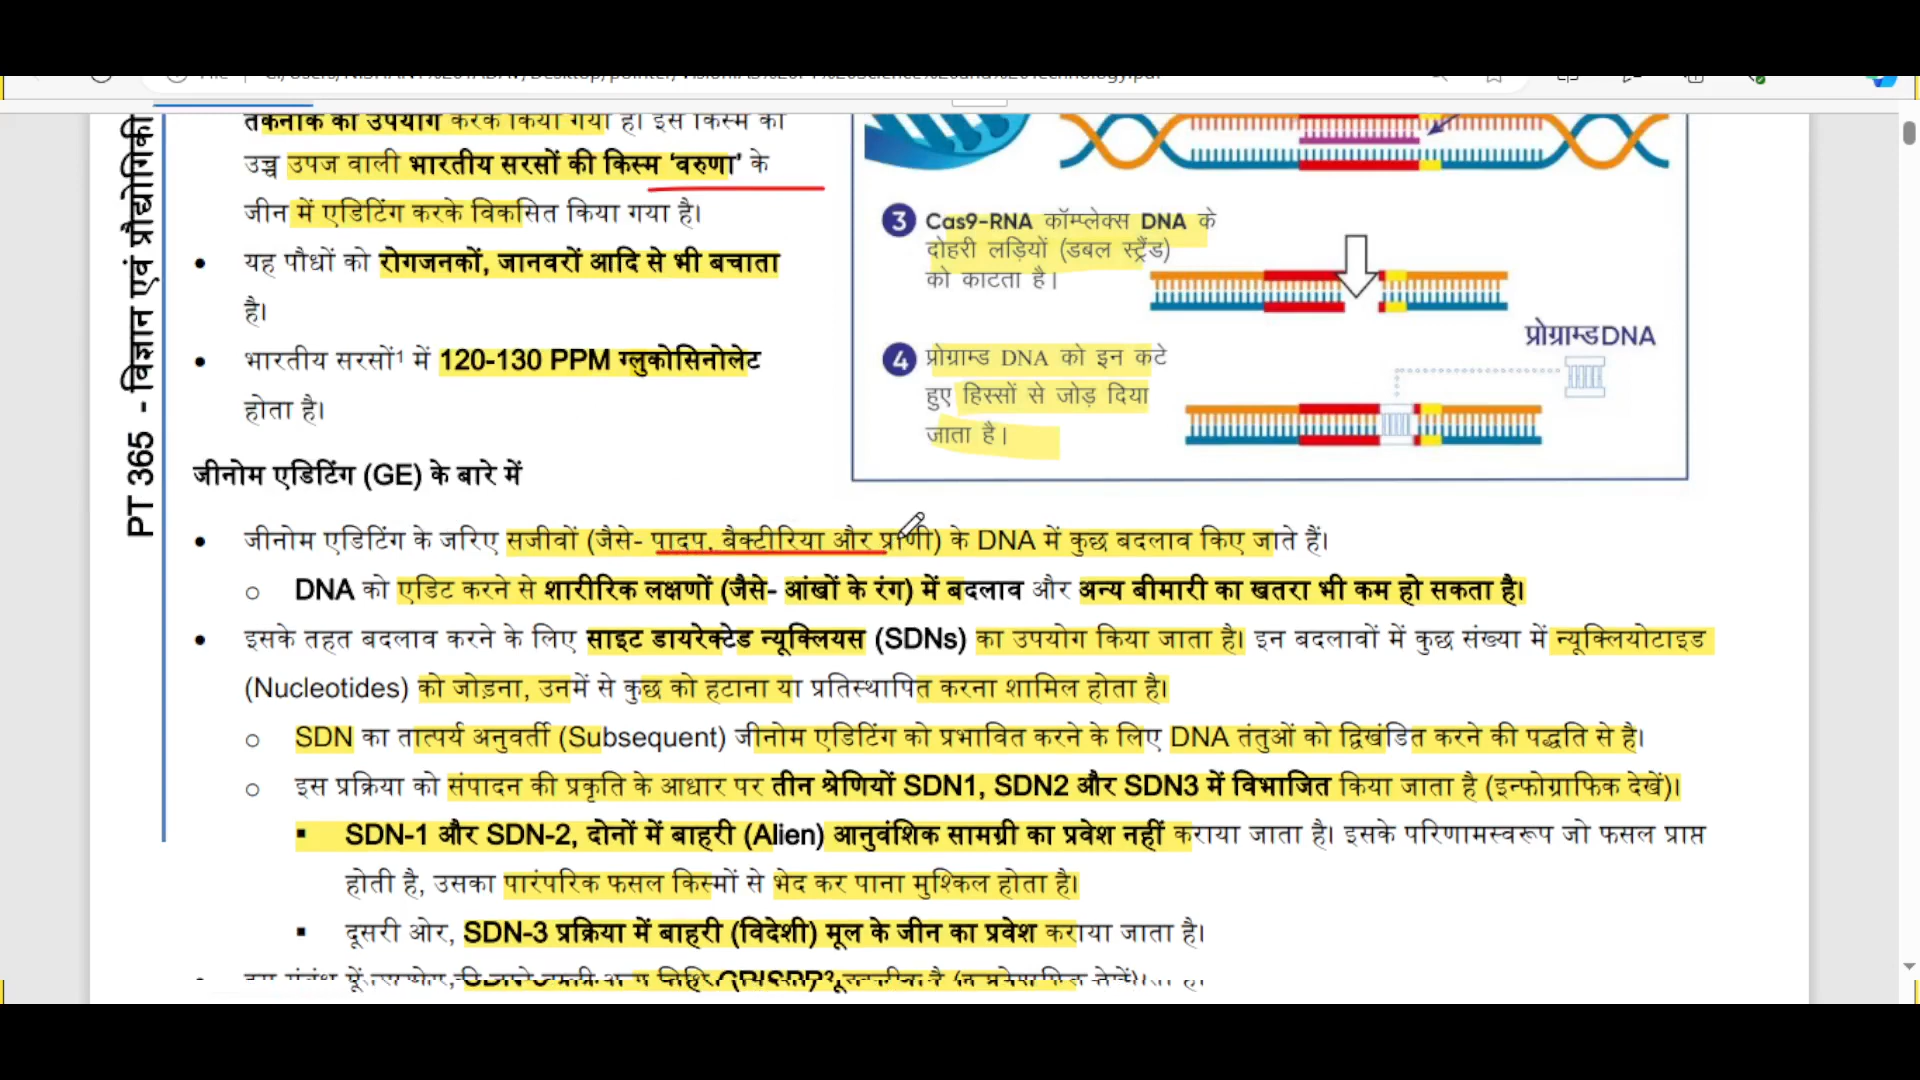 PT 365 - विज्ञान एवं प्रौद्योगिकी
तकनीक का उपयोग करके किया गया है। इस किस्म को
उच्च उपज वाली भारतीय सरसों की किस्म 'वरुणा' के
जीन में एडिटिंग करके विकसित किया गया है।
• यह पौधों को रोगजनकों, जानवरों आदि से भी बचाता
है।
• भारतीय सरसों¹ में 120-130 PPM ग्लुकोसिनोलेट
होता है।
3 Cas9-RNA कॉम्प्लेक्स DNA के
दोहरी लड़ियों (डबल स्ट्रैंड)
को काटता है।
प्रोग्राम्ड DNA
4 प्रोग्राम्ड DNA को इन कटे
हुए हिस्सों से जोड़ दिया
जाता है।
जीनोम एडिटिंग (GE) के बारे में
• जीनोम एडिटिंग के जरिए सजीवों (जैसे- पादप, बैक्टीरिया और प्राणी) के DNA में कुछ बदलाव किए जाते हैं।
○ DNA को एडिट करने से शारीरिक लक्षणों (जैसे- आंखों के रंग) में बदलाव और अन्य बीमारी का खतरा भी कम हो सकता है।
• इसके तहत बदलाव करने के लिए साइट डायरेक्टेड न्यूक्लियस (SDNs) का उपयोग किया जाता है। इन बदलावों में कुछ संख्या में न्यूक्लियोटाइड
(Nucleotides) को जोड़ना, उनमें से कुछ को हटाना या प्रतिस्थापित करना शामिल होता है।
○ SDN का तात्पर्य अनुवर्ती (Subsequent) जीनोम एडिटिंग को प्रभावित करने के लिए DNA तंतुओं को द्विखंडित करने की पद्धति से है।
○ इस प्रक्रिया को संपादन की प्रकृति के आधार पर तीन श्रेणियों SDN1, SDN2 और SDN3 में विभाजित किया जाता है (इन्फोग्राफिक देखें)।
▪ SDN-1 और SDN-2, दोनों में बाहरी (Alien) आनुवंशिक सामग्री का प्रवेश नहीं कराया जाता है। इसके परिणामस्वरूप जो फसल प्राप्त
होती है, उसका पारंपरिक फसल किस्मों से भेद कर पाना मुश्किल होता है।
▪ दूसरी ओर, SDN-3 प्रक्रिया में बाहरी (विदेशी) मूल के जीन का प्रवेश कराया जाता है।